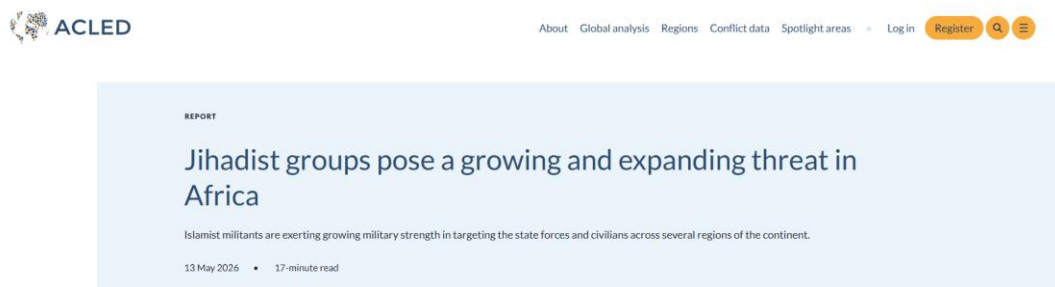 ACLED
About Global analysis Regions Conflict data Spotlight areas Log in Register
REPORT
Jihadist groups pose a growing and expanding threat in
Africa
Islamist militants are exerting growing military strength in targeting the state forces and civilians across several regions of the continent.
13 May 2026 • 17-minute read